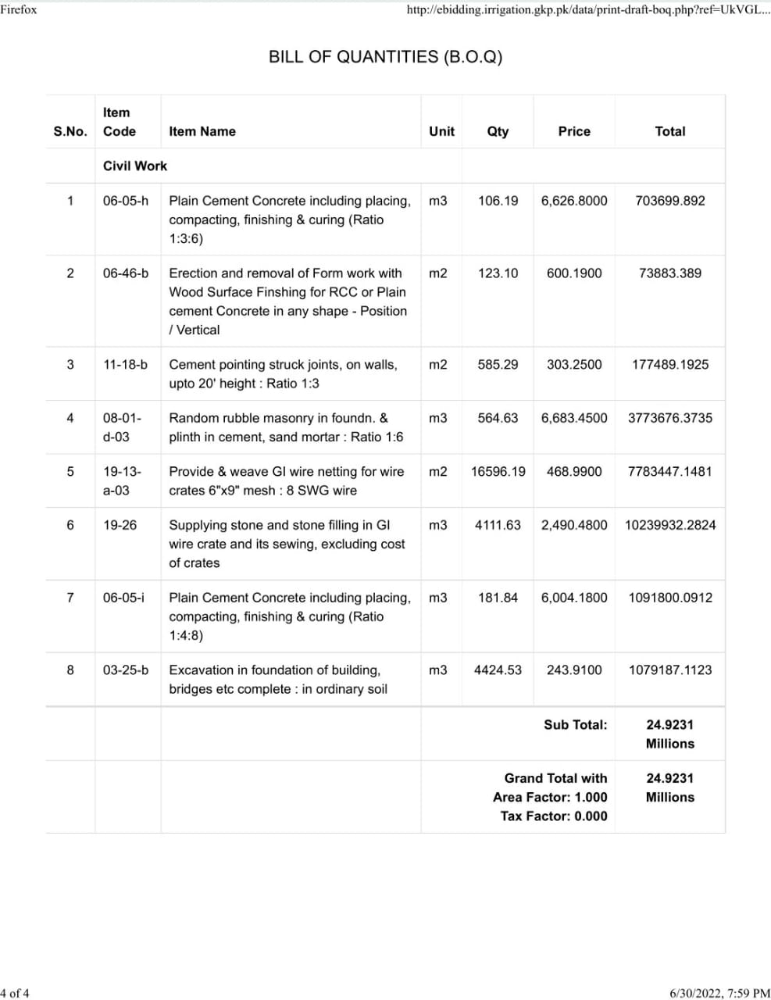 Firefox
http://ebidding.irrigation.gkp.pk/data/print-draft-boq.php?ref=UkVGL...
BILL OF QUANTITIES (B.O.Q)
S.No. Item Code Item Name Unit Qty Price Total
Civil Work
1 06-05-h Plain Cement Concrete including placing, m3 106.19 6,626.8000 703699.892
compacting, finishing & curing (Ratio
1:3:6)
2 06-46-b Erection and removal of Form work with m2 123.10 600.1900 73883.389
Wood Surface Finshing for RCC or Plain
cement Concrete in any shape - Position
/ Vertical
3 11-18-b Cement pointing struck joints, on walls, m2 585.29 303.2500 177489.1925
upto 20' height : Ratio 1:3
4 08-01- Random rubble masonry in foundn. & m3 564.63 6,683.4500 3773676.3735
d-03 plinth in cement, sand mortar : Ratio 1:6
5 19-13- Provide & weave GI wire netting for wire m2 16596.19 468.9900 7783447.1481
a-03 crates 6"x9" mesh : 8 SWG wire
6 19-26 Supplying stone and stone filling in GI m3 4111.63 2,490.4800 10239932.2824
wire crate and its sewing, excluding cost
of crates
7 06-05-i Plain Cement Concrete including placing, m3 181.84 6,004.1800 1091800.0912
compacting, finishing & curing (Ratio
1:4:8)
8 03-25-b Excavation in foundation of building, m3 4424.53 243.9100 1079187.1123
bridges etc complete : in ordinary soil
Sub Total: 24.9231
Millions
Grand Total with 24.9231
Area Factor: 1.000 Millions
Tax Factor: 0.000
4 of 4
6/30/2022, 7:59 PM